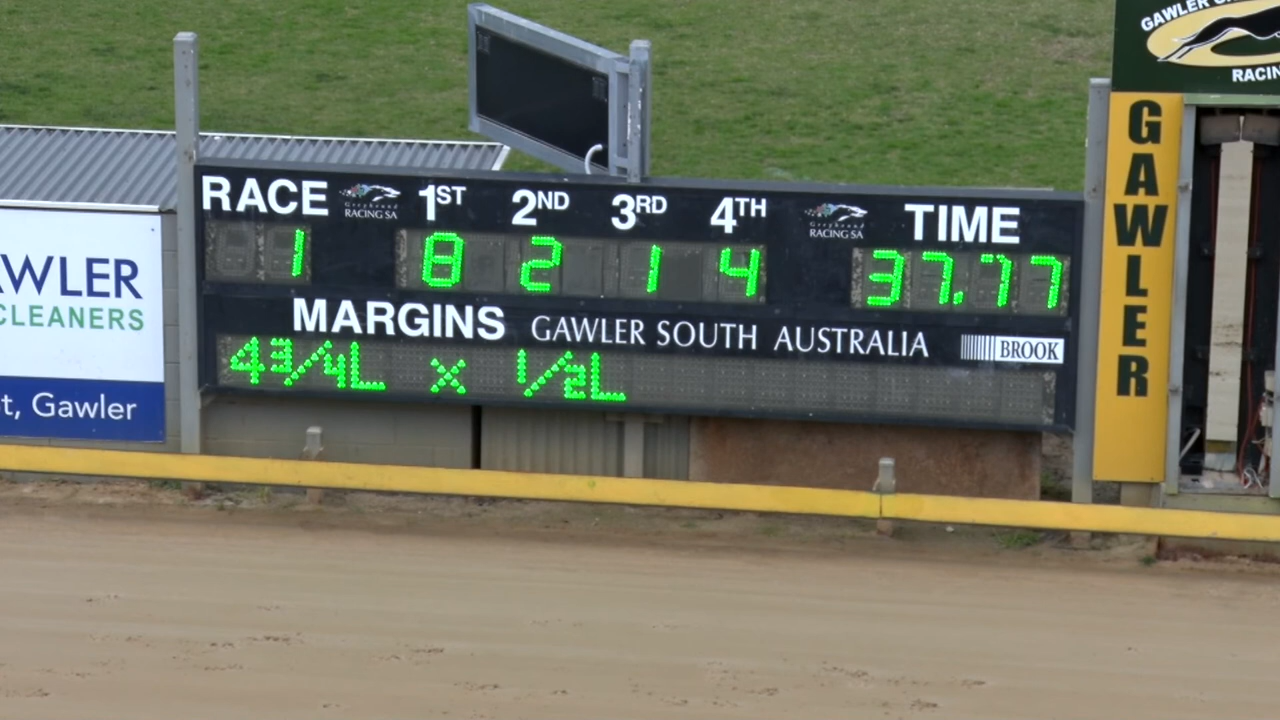 GAWLER
RACIN
GAWLER
RACE 1ST 2ND 3RD 4TH TIME
Greyhound
RACING SA
Greyhound
RACING SA
1 8 2 1 4 37.77
MARGINS GAWLER SOUTH AUSTRALIA BROOK
4 3/4L X 1/2L
AWLER
CLEANERS
t, Gawler